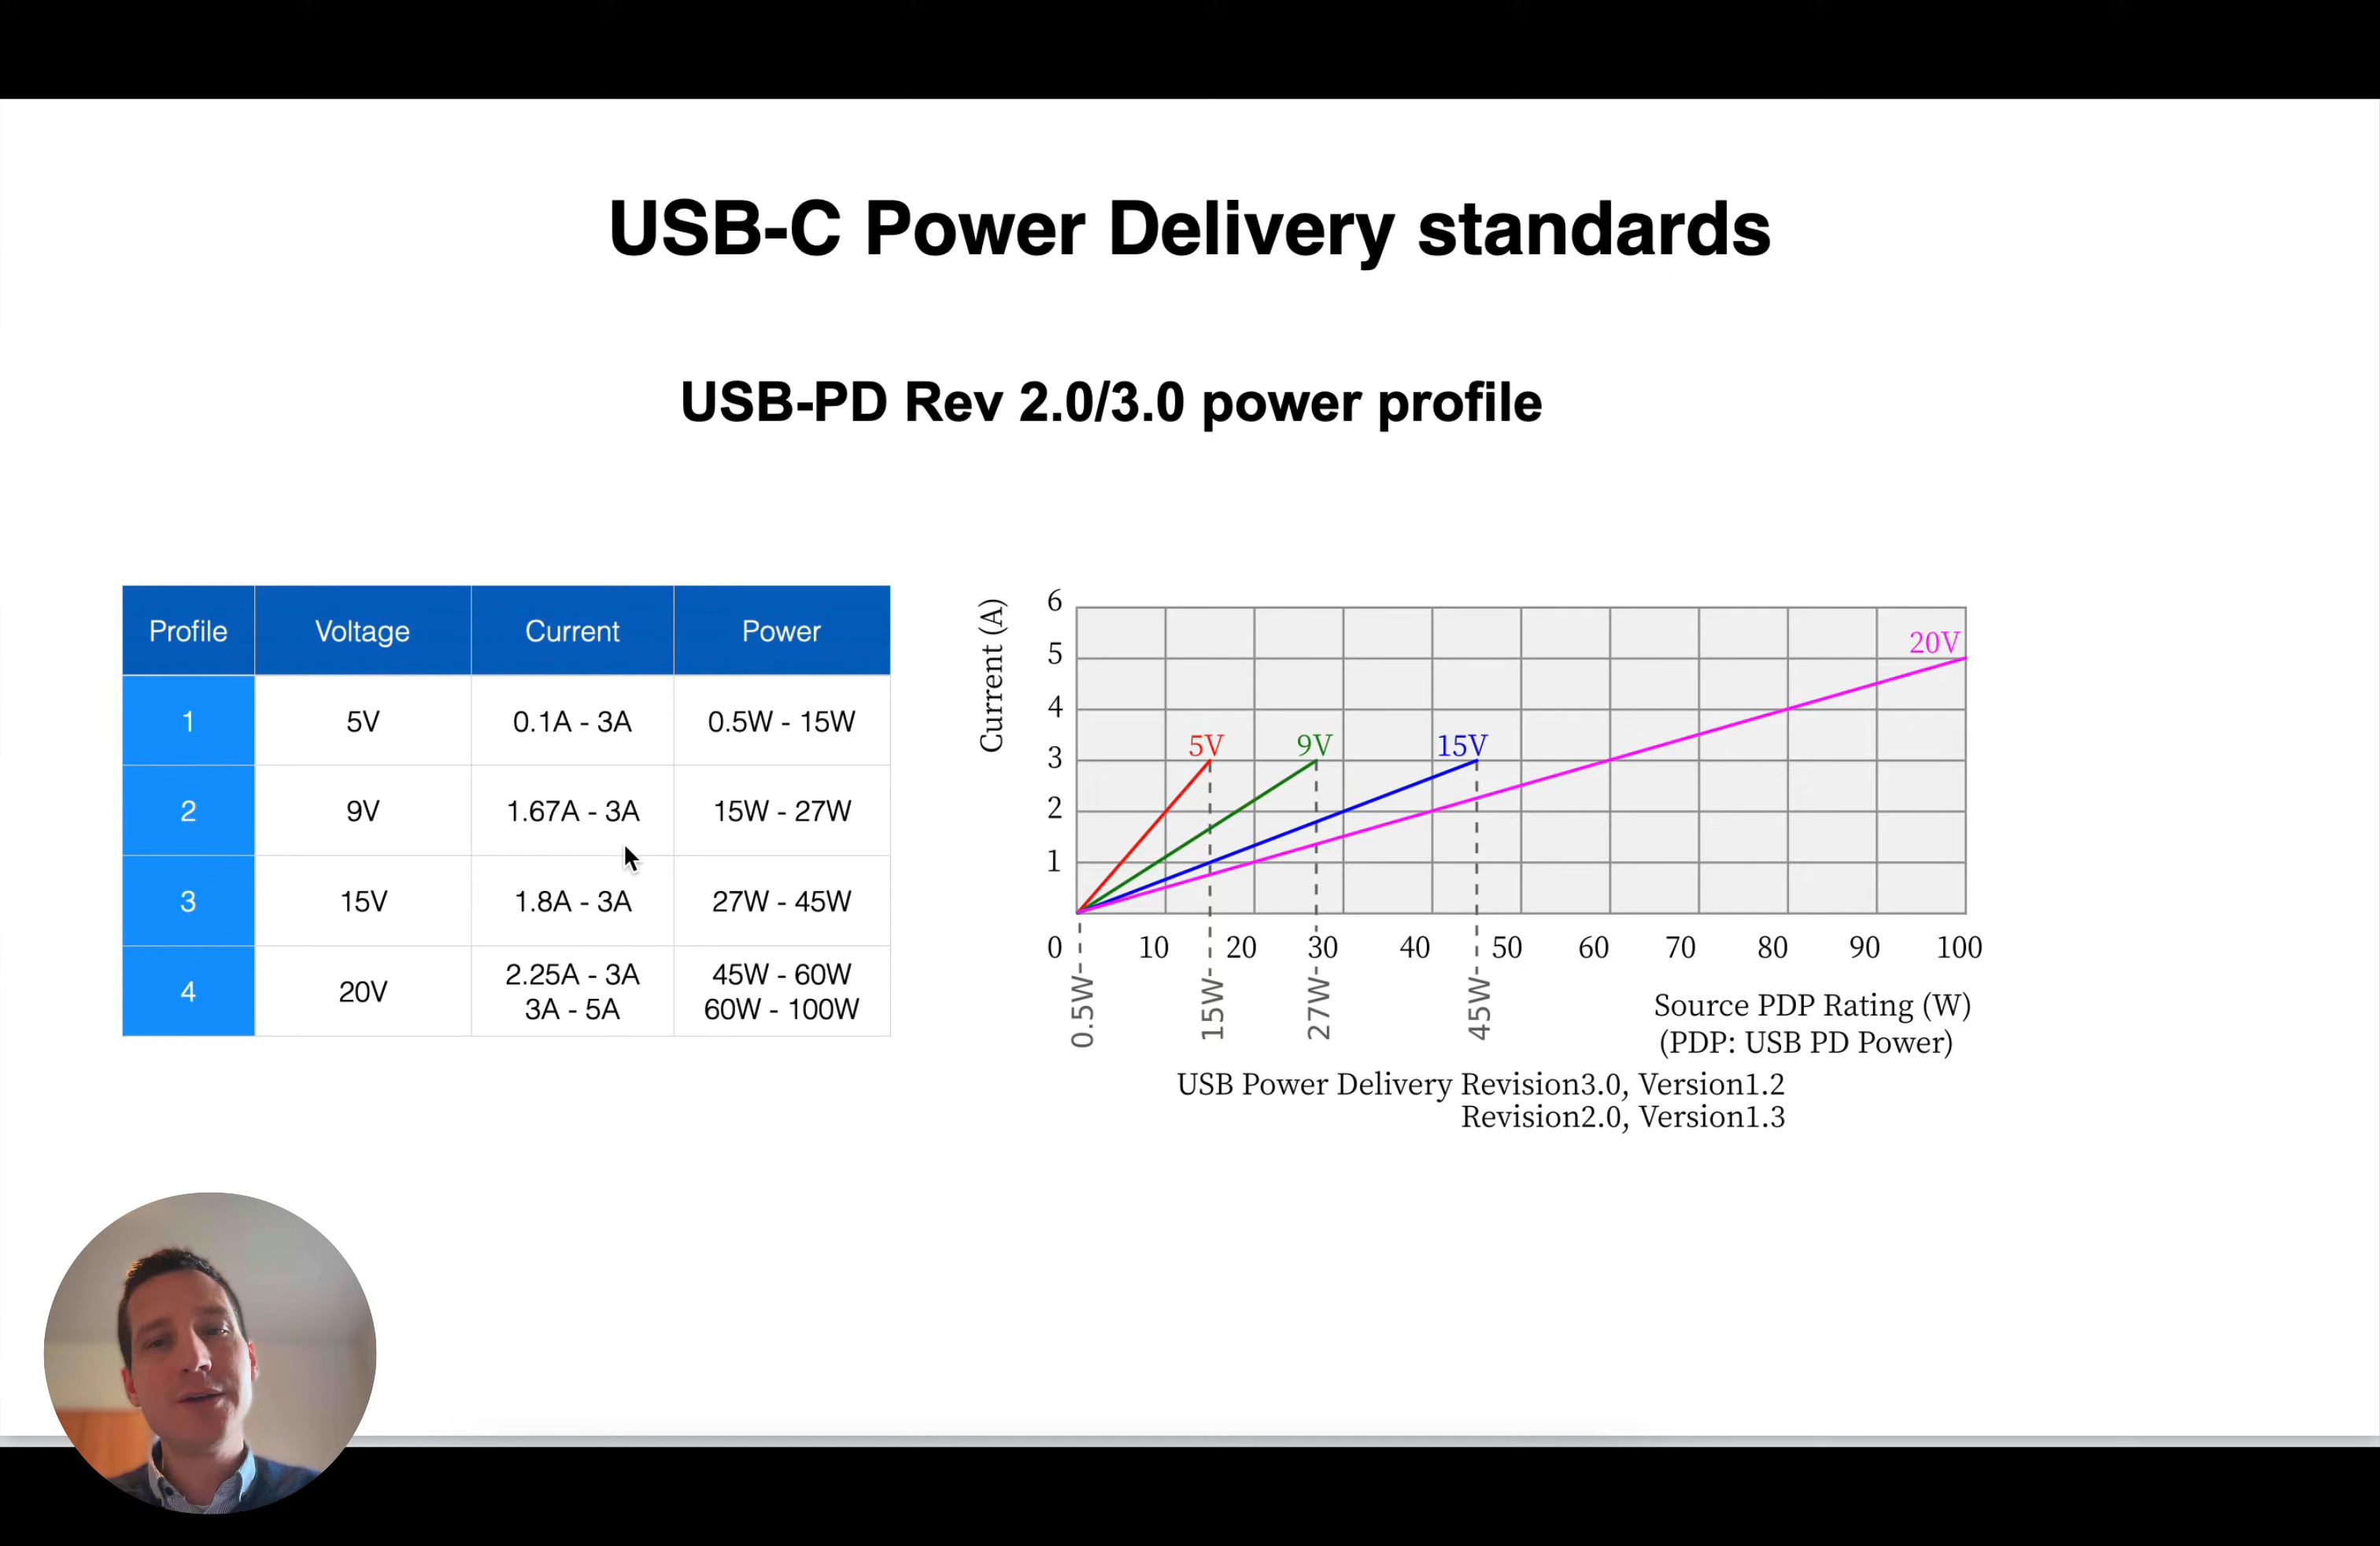 USB-C Power Delivery standards
USB-PD Rev 2.0/3.0 power profile
Profile Voltage Current Power
1 5V 0.1A - 3A 0.5W - 15W
2 9V 1.67A - 3A 15W - 27W
3 15V 1.8A - 3A 27W - 45W
4 20V 2.25A - 3A 45W - 60W
3A - 5A 60W - 100W
Current (A)
6
5
4
3
2
1
20V
5V 9V 15V
0 10 20 30 40 50 60 70 80 90 100
0.5W 15W 27W 45W
Source PDP Rating (W)
(PDP: USB PD Power)
USB Power Delivery Revision3.0, Version1.2
Revision2.0, Version1.3